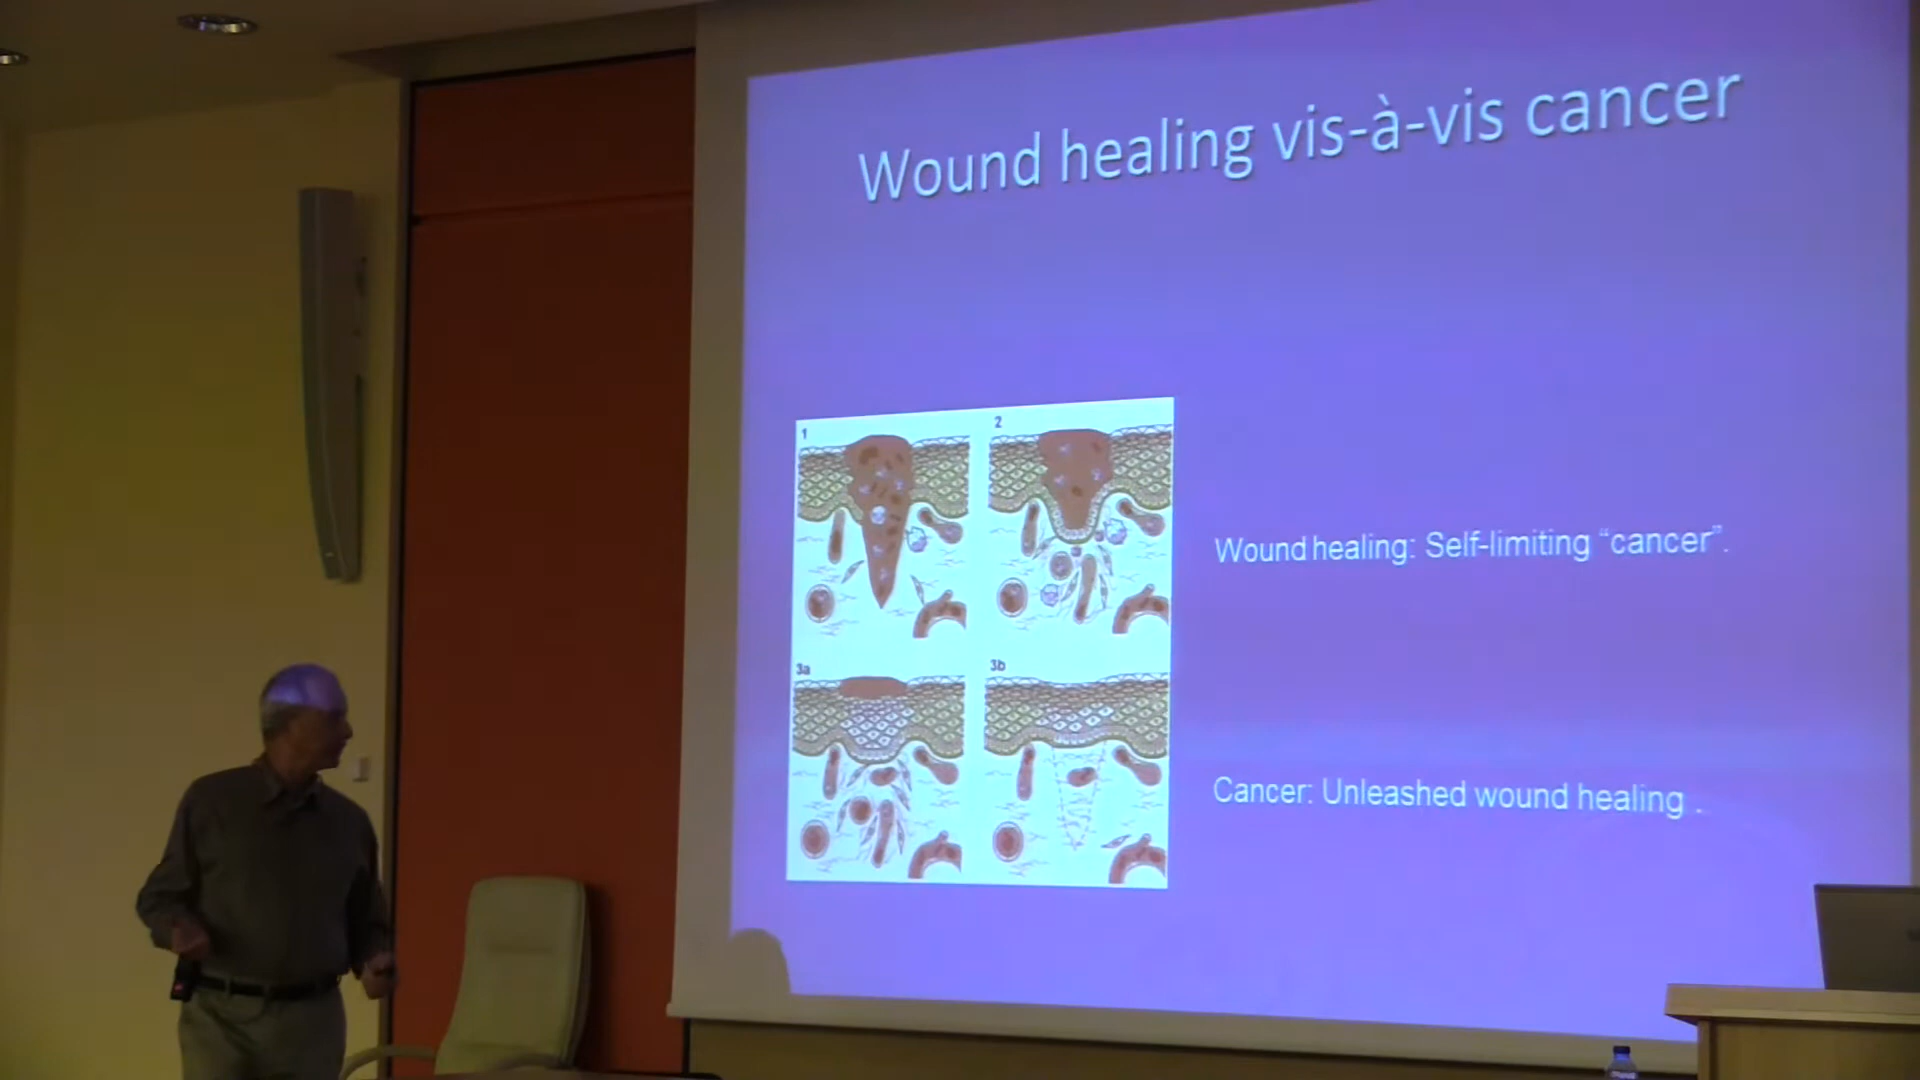 Wound healing vis-à-vis cancer
1
2
3a
3b
Wound healing: Self-limiting “cancer”.
Cancer: Unleashed wound healing .